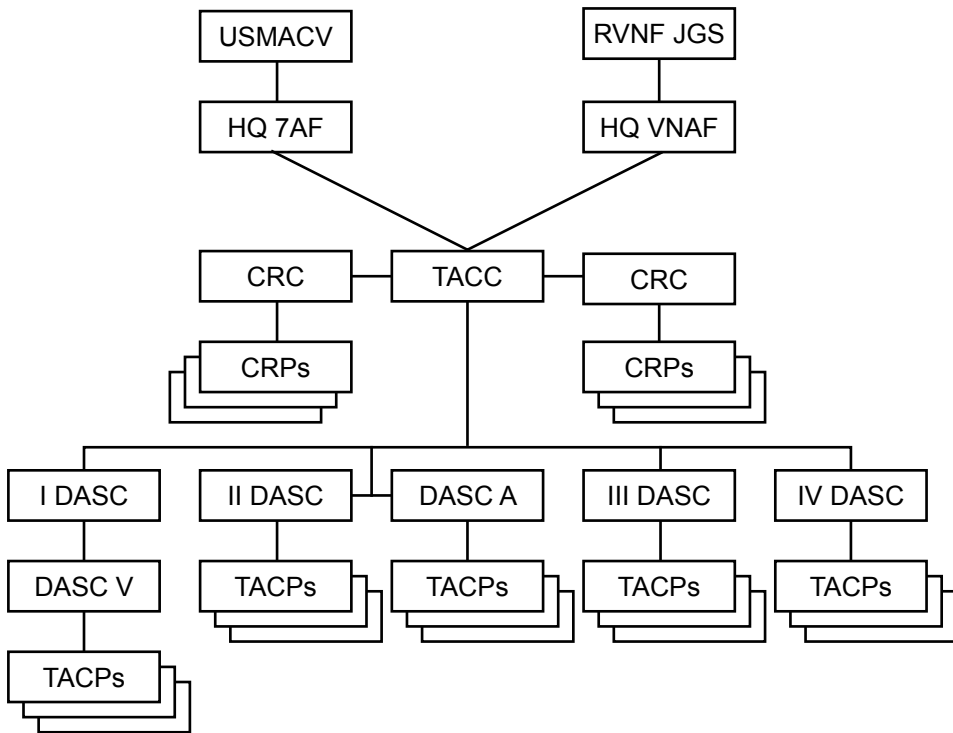 USMACV
RVNF JGS
HQ 7AF
HQ VNAF
CRC
TACC
CRC
CRPs
CRPs
I DASC
II DASC
DASC A
III DASC
IV DASC
DASC V
TACPs
TACPs
TACPs
TACPs
TACPs